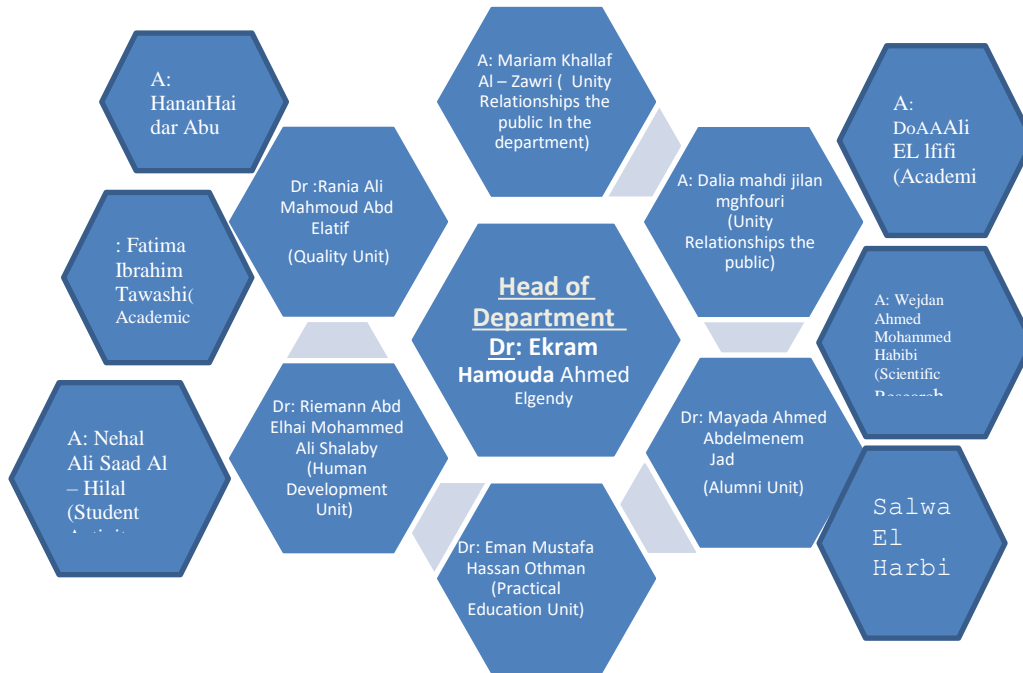 A:
HananHai
dar Abu
A: Mariam Khallaf
Al – Zawri ( Unity
Relationships the
public In the
department)
A:
DoAAAli
EL lfifi
(Academi
Dr :Rania Ali
Mahmoud Abd
Elatif
(Quality Unit)
A: Dalia mahdi jilan
mghfouri
(Unity
Relationships the
public)
: Fatima
Ibrahim
Tawashi(
Academic
Head of
Department
Dr: Ekram
Hamouda Ahmed
Elgendy
A: Wejdan
Ahmed
Mohammed
Habibi
(Scientific
Research
A: Nehal
Ali Saad Al
– Hilal
(Student
Dr: Riemann Abd
Elhai Mohammed
Ali Shalaby
(Human
Development
Unit)
Dr: Mayada Ahmed
Abdelmenem
Jad
(Alumni Unit)
Dr: Eman Mustafa
Hassan Othman
(Practical
Education Unit)
Salwa
El
Harbi